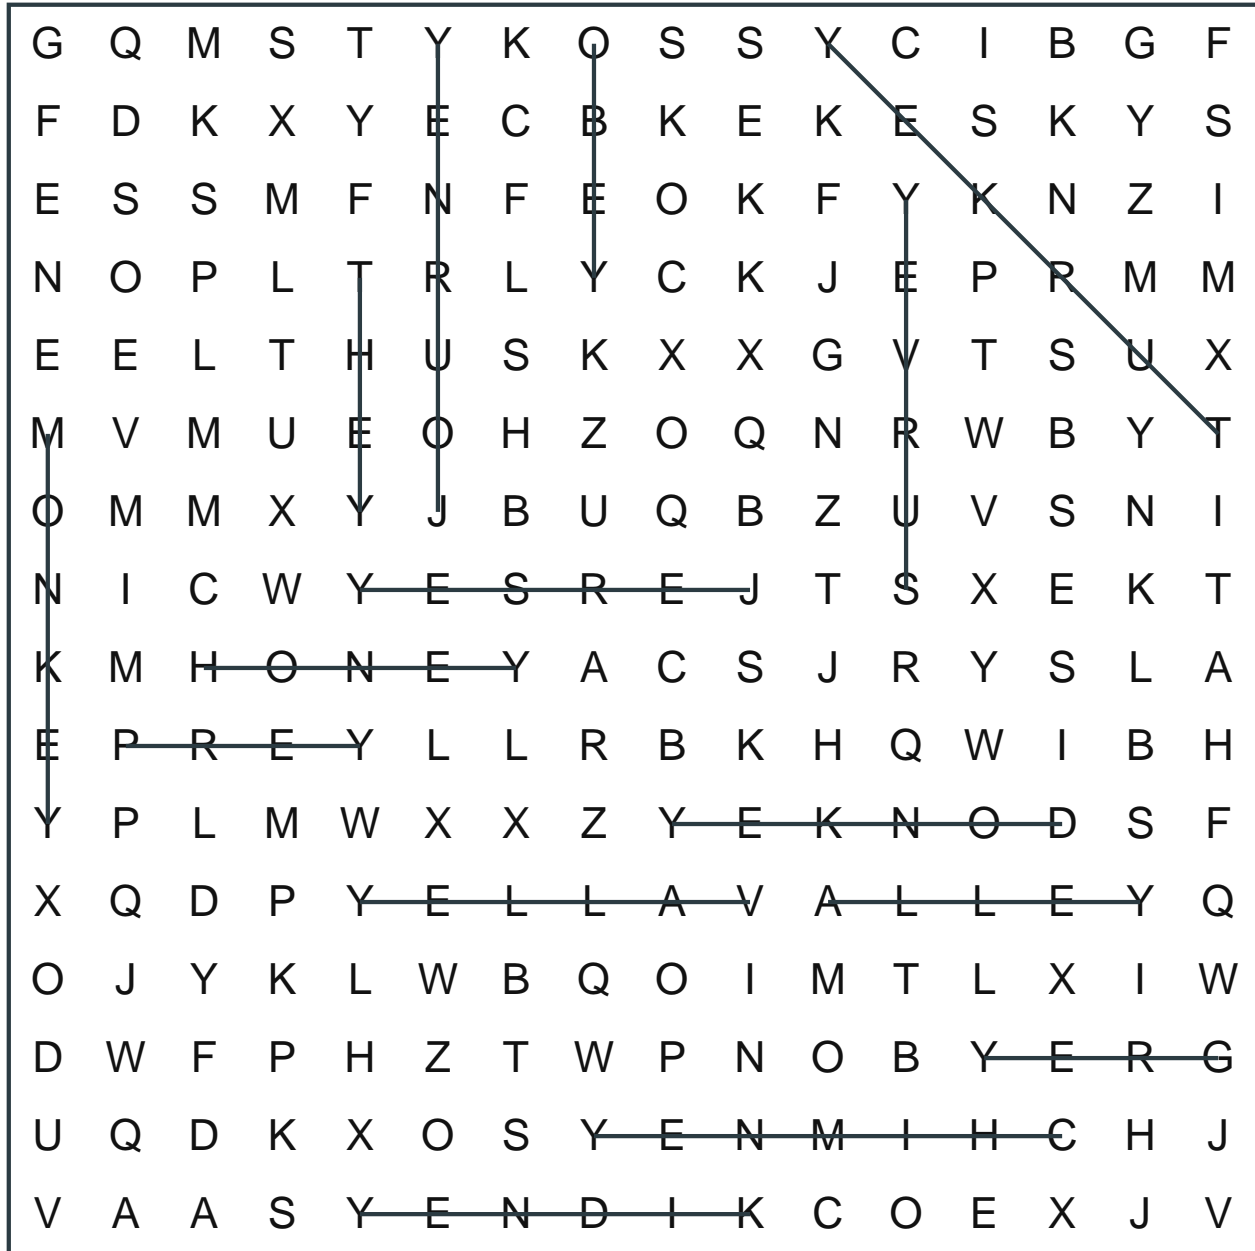 G Q M S T Y K O S S Y C I B G F
F D K X Y E C B K E K E S K Y S
E S S M F N F E O K F Y K N Z I
N O P L T R L Y C K J E P R M M
E E L T H U S K X X G V T S U X
M V M U E O H Z O Q N R W B Y T
O M M X Y J B U Q B Z U V S N I
N I C W Y E S R E J T S X E K T
K M H O N E Y A C S J R Y S L A
E P R E Y L L R B K H Q W I B H
Y P L M W X X Z Y E K N O D S F
X Q D P Y E L L A V A L L E Y Q
O J Y K L W B Q O I M T L X I W
D W F P H Z T W P N O B Y E R G
U Q D K X O S Y E N M I H C H J
V A A S Y E N D I K C O E X J V